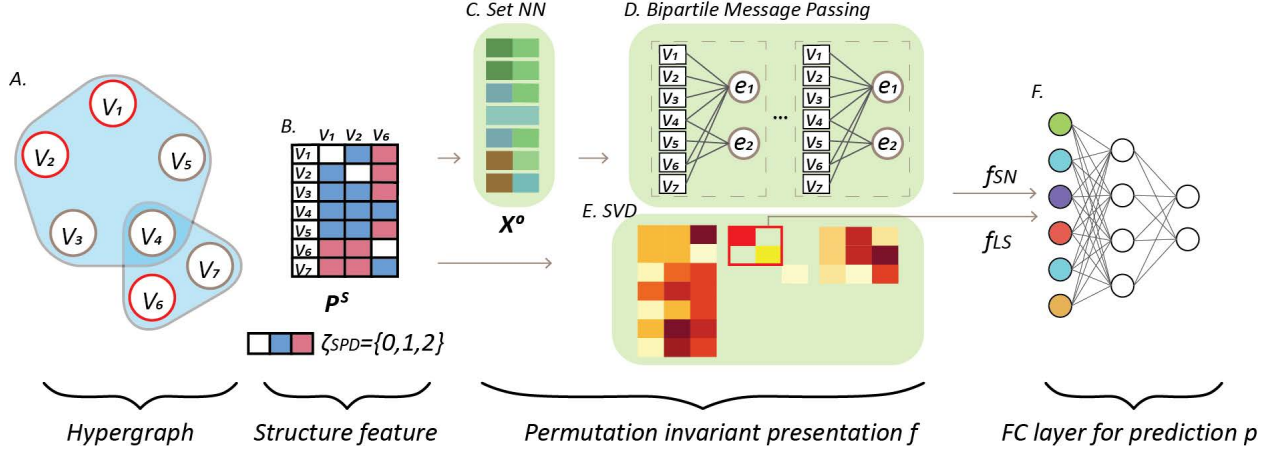 A.
V1
V2
V5
V3
V4
V7
V6
B.
V1 V2 V6
V1
V2
V3
V4
V5
V6
V7
P^S
ζSPD={0,1,2}
C. Set NN
X^o
D. Bipartile Message Passing
V1
V2
V3
V4
V5
V6
V7
e1
e2
...
V1
V2
V3
V4
V5
V6
V7
e1
e2
E. SVD
fSN
fLS
F.
Hypergraph
Structure feature
Permutation invariant presentation f
FC layer for prediction p